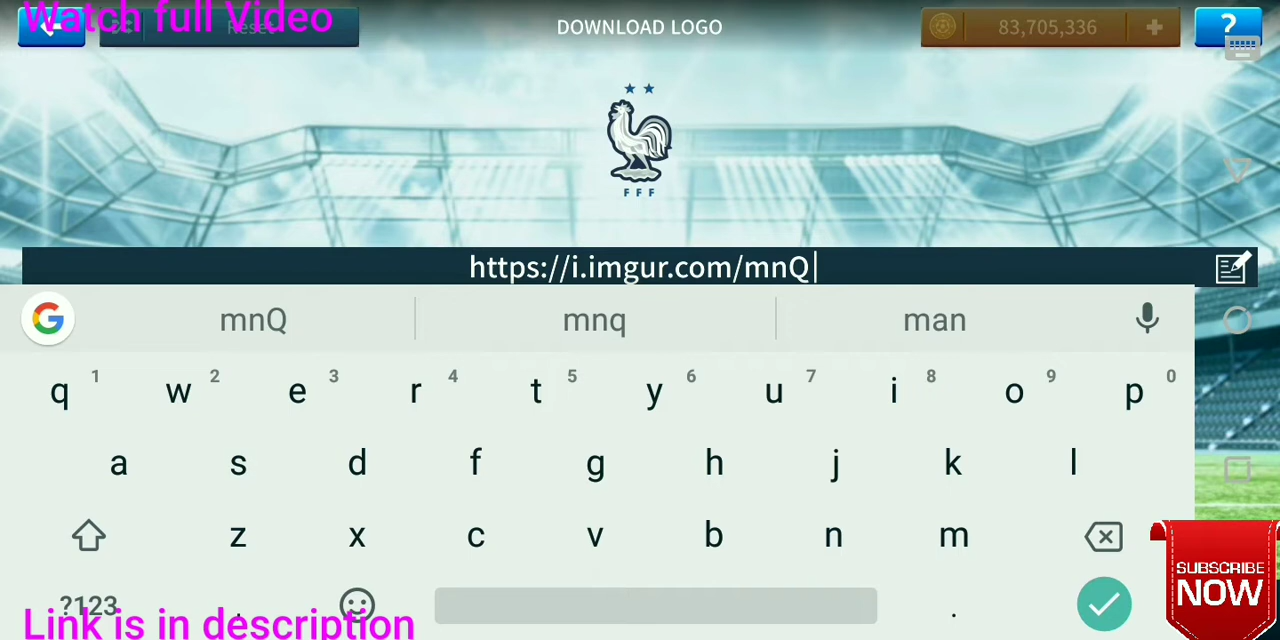 Watch full Video
Reset
DOWNLOAD LOGO
83,705,336
+
?
FFF
https://i.imgur.com/mnQ
G
mnQ
mnq
man
q 1 w 2 e 3 r 4 t 5 y 6 u 7 i 8 o 9 p 0
a s d f g h j k l
z x c v b n m
?123 , .
Link is in description
SUBSCRIBE
NOW